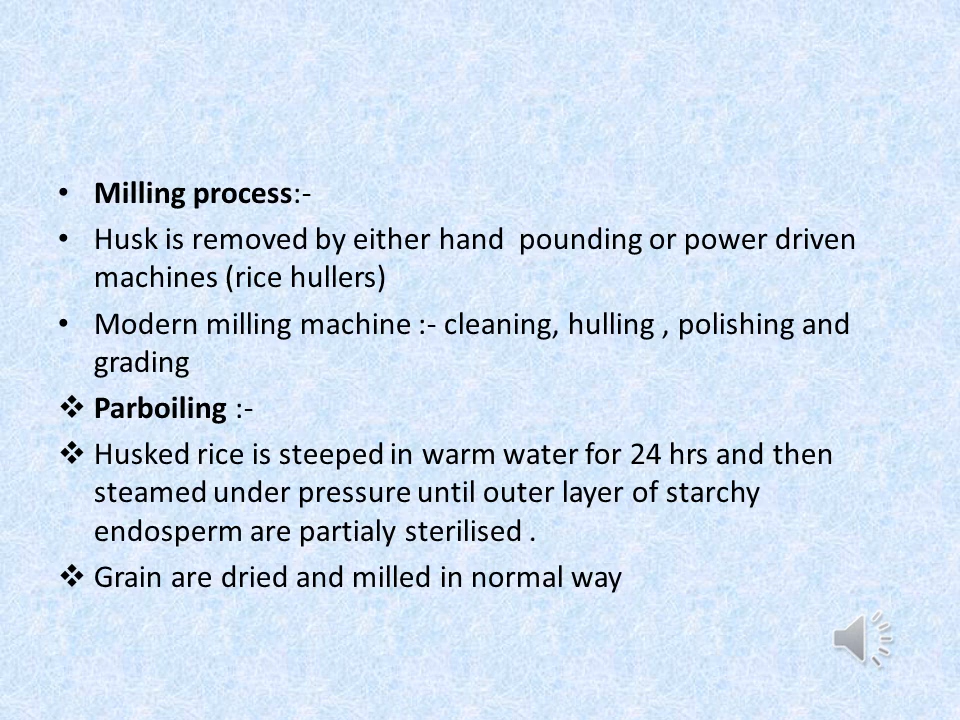 • Milling process:-
• Husk is removed by either hand  pounding or power driven
machines (rice hullers)
• Modern milling machine :- cleaning, hulling , polishing and
grading
❖ Parboiling :-
❖ Husked rice is steeped in warm water for 24 hrs and then
steamed under pressure until outer layer of starchy
endosperm are partialy sterilised .
❖ Grain are dried and milled in normal way